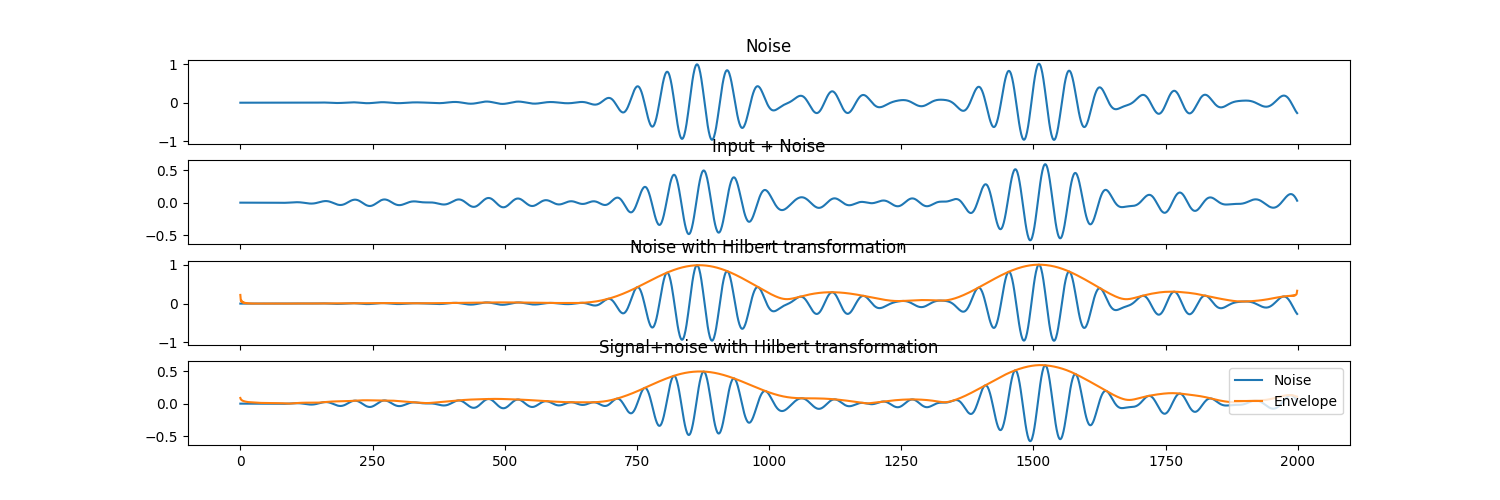 Noise
1
0
−1
Input + Noise
0.5
0.0
−0.5
Noise with Hilbert transformation
1
0
−1
Signal+noise with Hilbert transformation
0.5
0.0
−0.5
Noise
Envelope
0 250 500 750 1000 1250 1500 1750 2000